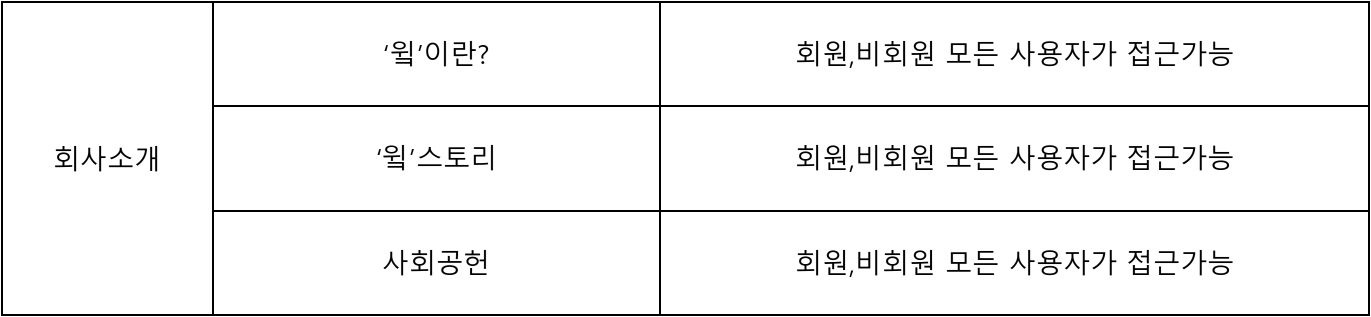 회사소개
‘윌’이란?
회원,비회원 모든 사용자가 접근가능
‘윌’스토리
회원,비회원 모든 사용자가 접근가능
사회공헌
회원,비회원 모든 사용자가 접근가능